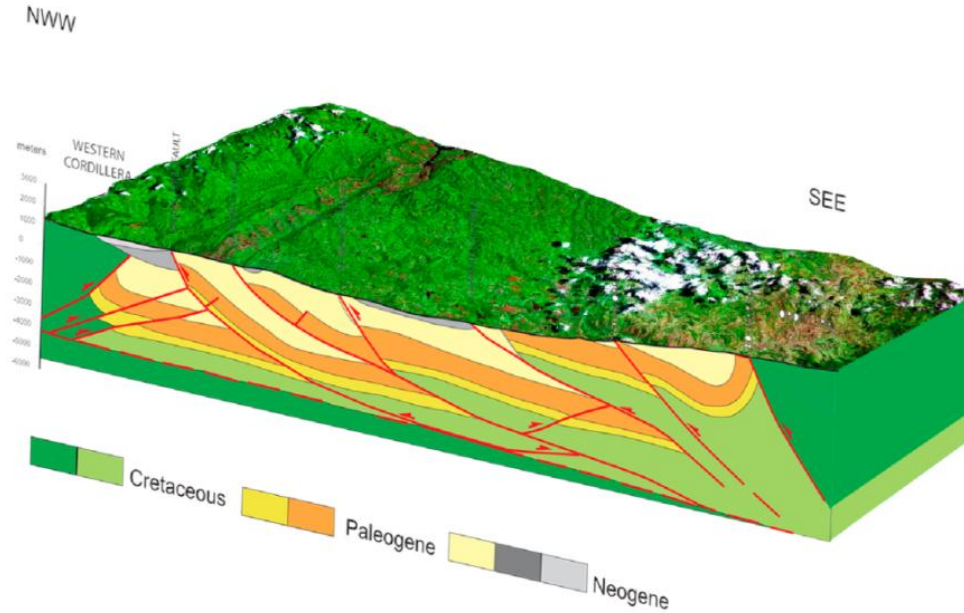 NWW
SEE
WESTERN
CORDILLERA
FAULT
meters
3000
2000
1000
0
-1000
-2000
-3000
-4000
-5000
-6000
Cretaceous
Paleogene
Neogene